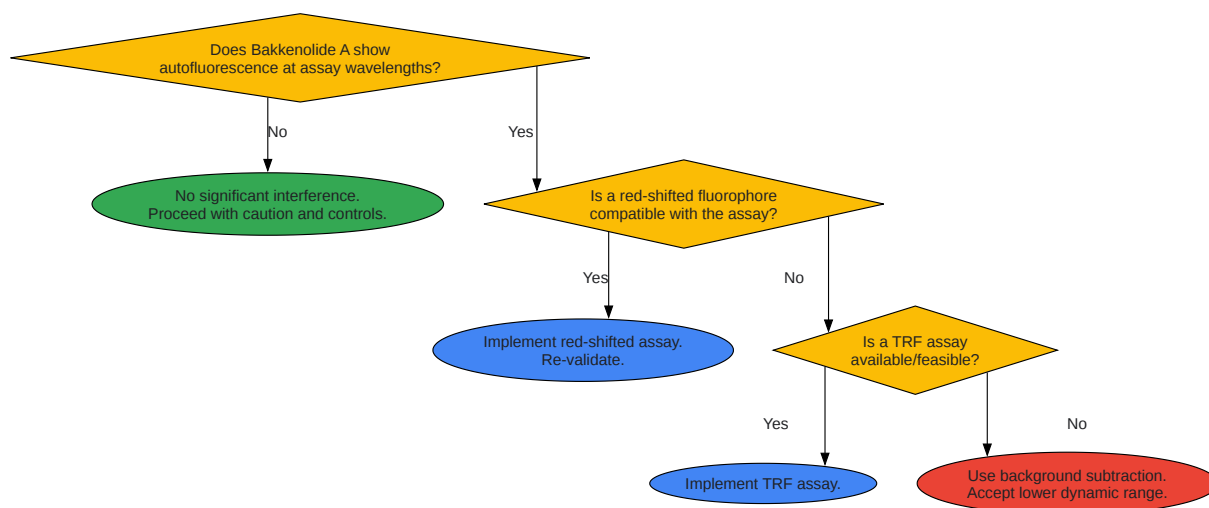 Does Bakkenolide A show
autofluorescence at assay wavelengths?
No
Yes
No significant interference.
Proceed with caution and controls.
Is a red-shifted fluorophore
compatible with the assay?
Yes
No
Implement red-shifted assay.
Re-validate.
Is a TRF assay
available/feasible?
Yes
No
Implement TRF assay.
Use background subtraction.
Accept lower dynamic range.